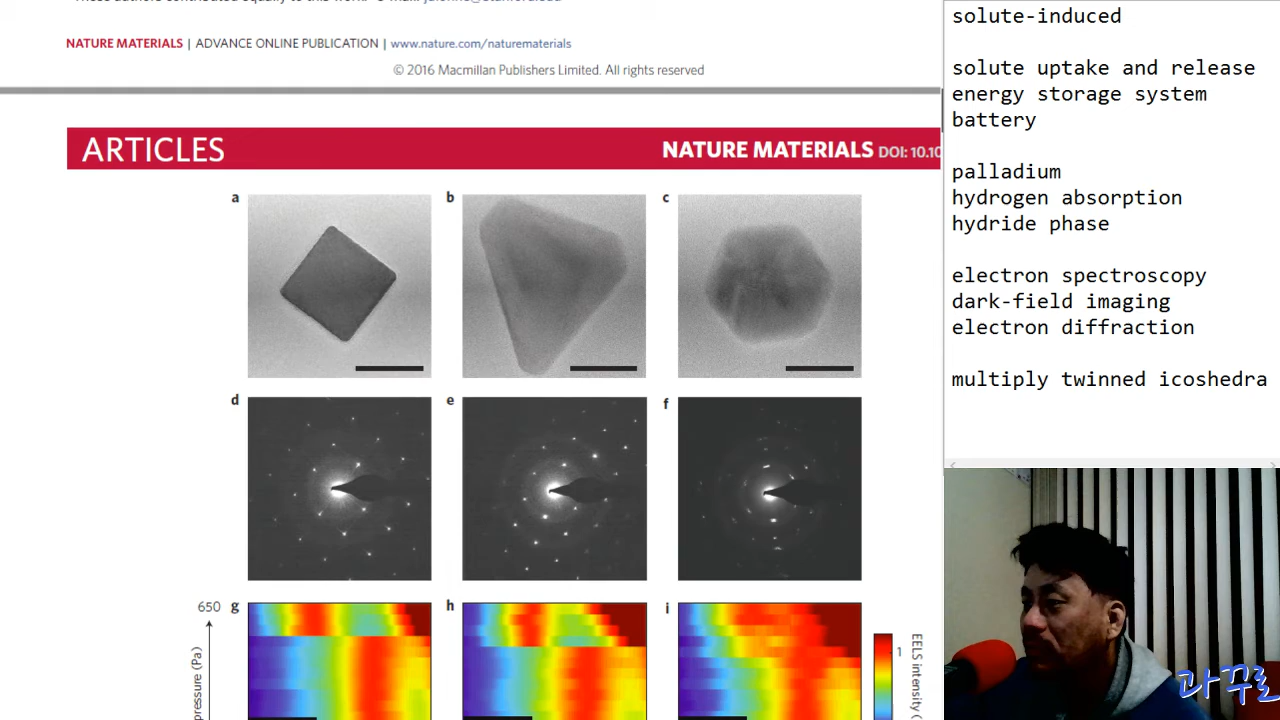 NATURE MATERIALS | ADVANCE ONLINE PUBLICATION | www.nature.com/naturematerials
© 2016 Macmillan Publishers Limited. All rights reserved
ARTICLES
NATURE MATERIALS DOI: 10.10
a
b
c
d
e
f
g
h
i
650
pressure (Pa)
1
EELS intensity (
solute-induced
solute uptake and release
energy storage system
battery
palladium
hydrogen absorption
hydride phase
electron spectroscopy
dark-field imaging
electron diffraction
multiply twinned icoshedra
과꾸로